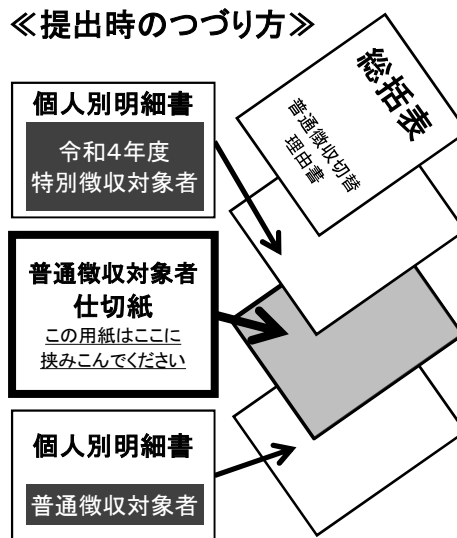 ≪提出時のつづり方≫
総括表
普通徴収切替
理由書
個人別明細書
令和4年度
特別徴収対象者
普通徴収対象者
仕切紙
この用紙はここに
挟みこんでください
個人別明細書
普通徴収対象者